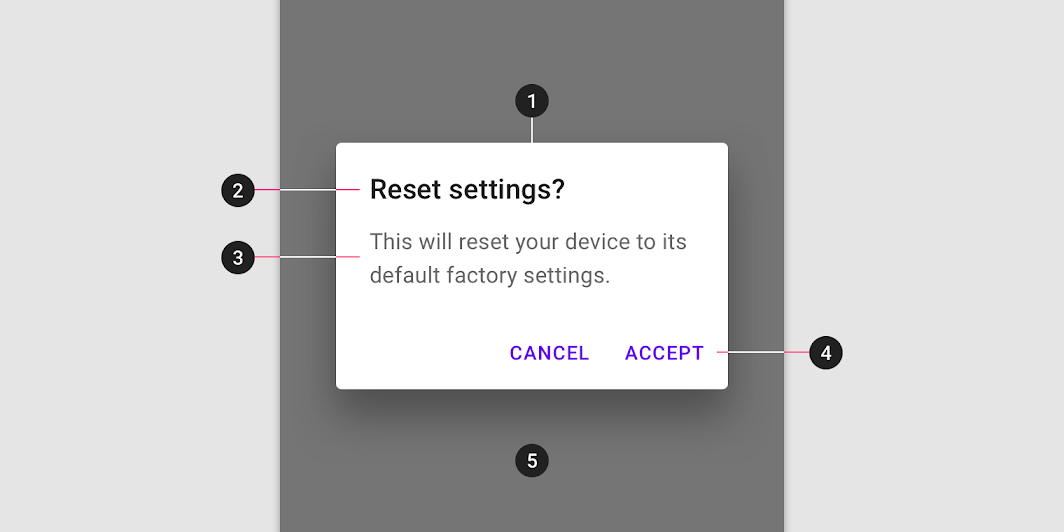 1
2
Reset settings?
3
This will reset your device to its
default factory settings.
CANCEL ACCEPT
4
5